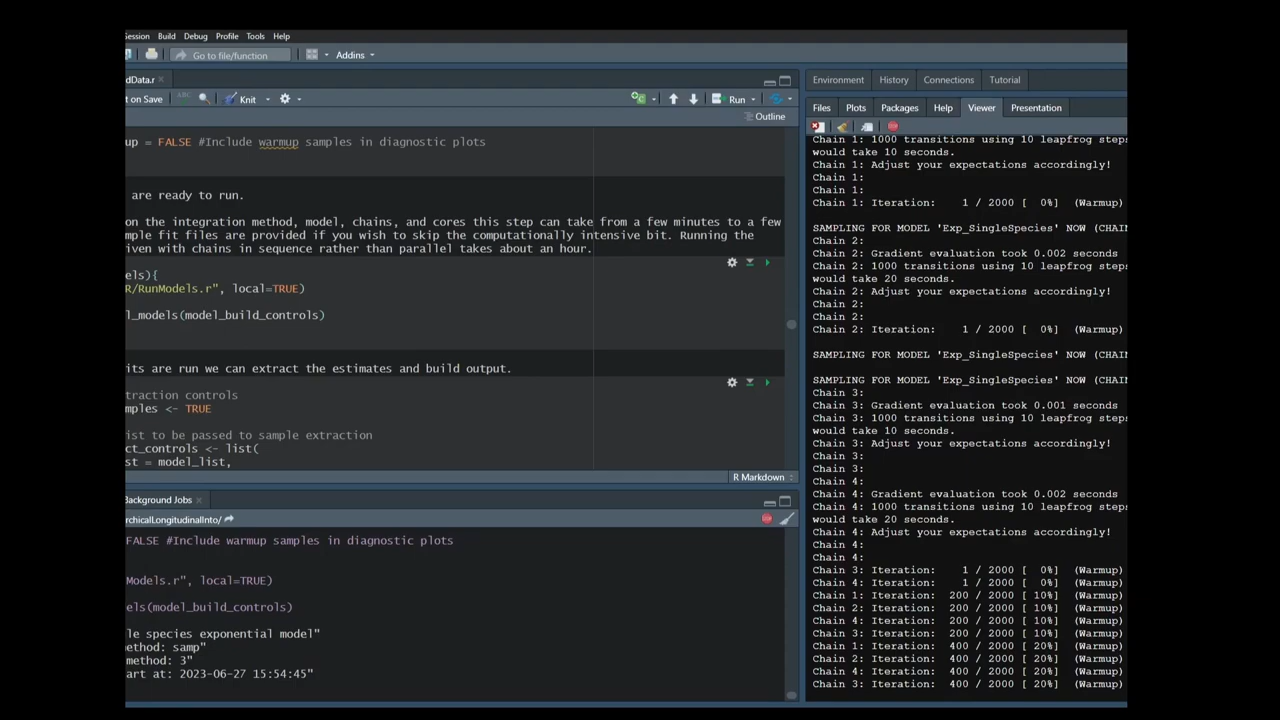 Session Build Debug Profile Tools Help
Go to file/function Addins
dData.r
t on Save ABC Knit Run
Outline
up = FALSE #Include warmup samples in diagnostic plots
are ready to run.
on the integration method, model, chains, and cores this step can take from a few minutes to a few
mple fit files are provided if you wish to skip the computationally intensive bit. Running the
iven with chains in sequence rather than parallel takes about an hour.
els){
R/RunModels.r", local=TRUE)
l_models(model_build_controls)
its are run we can extract the estimates and build output.
traction controls
mples <- TRUE
ist to be passed to sample extraction
ct_controls <- list(
st = model_list,
R Markdown
Background Jobs
rchicalLongitudinalInto/
FALSE #Include warmup samples in diagnostic plots
Models.r", local=TRUE)
els(model_build_controls)
le species exponential model"
ethod: samp"
method: 3"
art at: 2023-06-27 15:54:45"
Environment History Connections Tutorial
Files Plots Packages Help Viewer Presentation
Chain 1: 1000 transitions using 10 leapfrog steps
would take 10 seconds.
Chain 1: Adjust your expectations accordingly!
Chain 1:
Chain 1:
Chain 1: Iteration: 1 / 2000 [ 0%] (Warmup)
SAMPLING FOR MODEL 'Exp_SingleSpecies' NOW (CHAIN
Chain 2:
Chain 2: Gradient evaluation took 0.002 seconds
Chain 2: 1000 transitions using 10 leapfrog steps
would take 20 seconds.
Chain 2: Adjust your expectations accordingly!
Chain 2:
Chain 2:
Chain 2: Iteration: 1 / 2000 [ 0%] (Warmup)
SAMPLING FOR MODEL 'Exp_SingleSpecies' NOW (CHAIN
SAMPLING FOR MODEL 'Exp_SingleSpecies' NOW (CHAIN
Chain 3:
Chain 3: Gradient evaluation took 0.001 seconds
Chain 3: 1000 transitions using 10 leapfrog steps
would take 10 seconds.
Chain 3: Adjust your expectations accordingly!
Chain 3:
Chain 3:
Chain 4:
Chain 4: Gradient evaluation took 0.002 seconds
Chain 4: 1000 transitions using 10 leapfrog steps
would take 20 seconds.
Chain 4: Adjust your expectations accordingly!
Chain 4:
Chain 4:
Chain 3: Iteration: 1 / 2000 [ 0%] (Warmup)
Chain 4: Iteration: 1 / 2000 [ 0%] (Warmup)
Chain 1: Iteration: 200 / 2000 [ 10%] (Warmup)
Chain 2: Iteration: 200 / 2000 [ 10%] (Warmup)
Chain 4: Iteration: 200 / 2000 [ 10%] (Warmup)
Chain 3: Iteration: 200 / 2000 [ 10%] (Warmup)
Chain 1: Iteration: 400 / 2000 [ 20%] (Warmup)
Chain 2: Iteration: 400 / 2000 [ 20%] (Warmup)
Chain 4: Iteration: 400 / 2000 [ 20%] (Warmup)
Chain 3: Iteration: 400 / 2000 [ 20%] (Warmup)